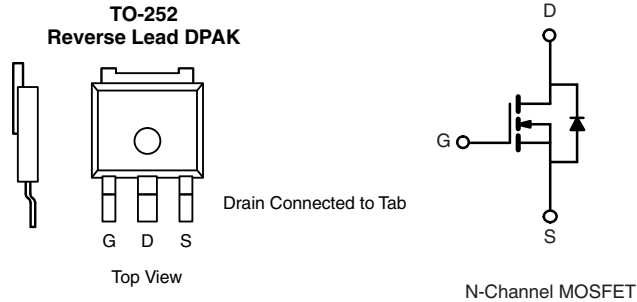 TO-252
Reverse Lead DPAK
Drain Connected to Tab
G D S
Top View
D
G
S
N-Channel MOSFET